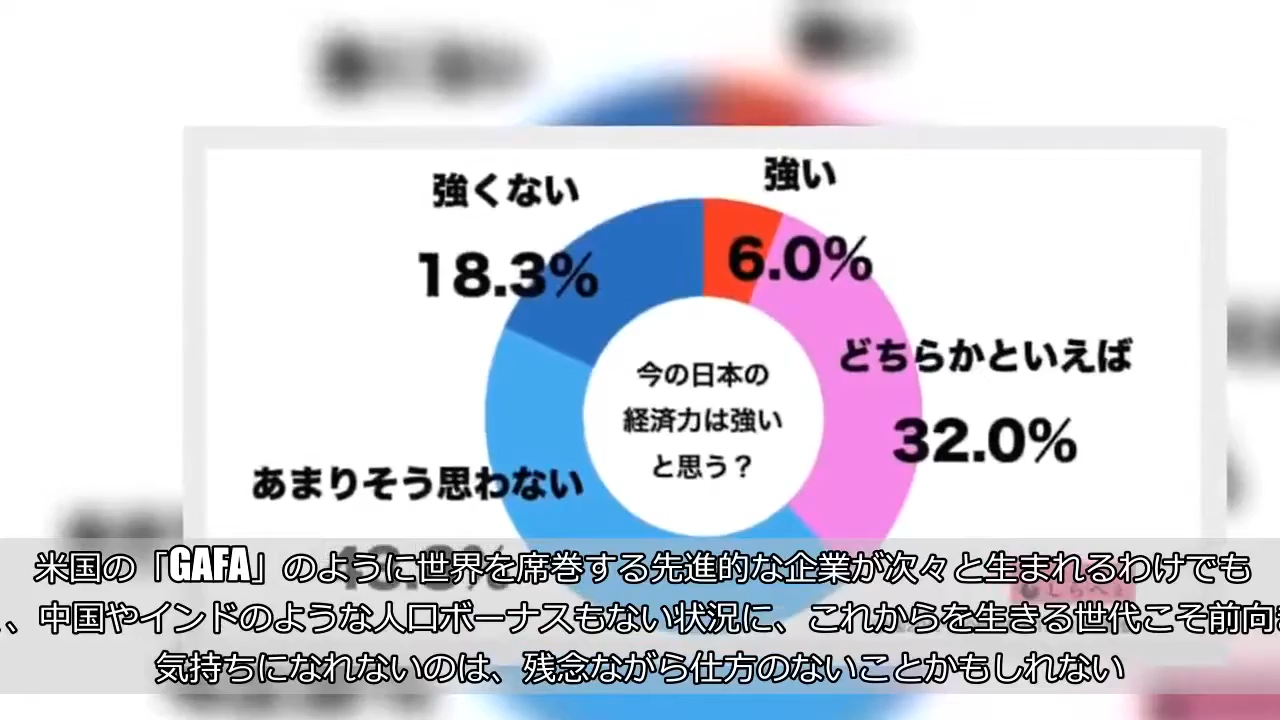 強くない
強い
18.3%
6.0%
今の日本の
経済力は強い
と思う？
どちらかといえば
32.0%
あまりそう思わない
米国の「GAFA」のように世界を席巻する先進的な企業が次々と生まれるわけでも
、中国やインドのような人口ボーナスもない状況に、これからを生きる世代こそ前向き
気持ちになれないのは、残念ながら仕方のないことかもしれない